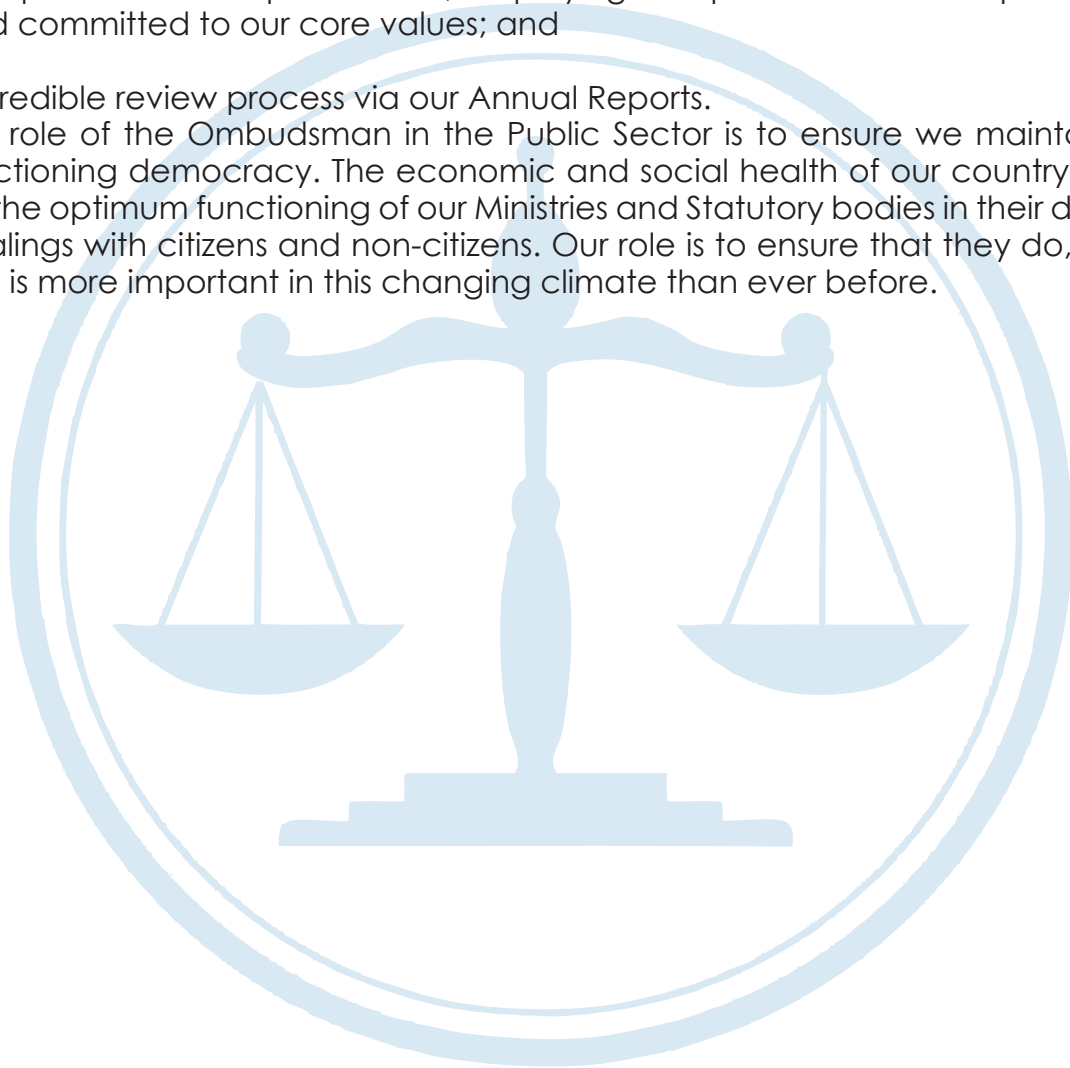 committed to our core values; and
redible review process via our Annual Reports.
role of the Ombudsman in the Public Sector is to ensure we
ctioning democracy. The economic and social health of our country
the optimum functioning of our Ministries and Statutory bodies in their
alings with citizens and non-citizens. Our role is to ensure that they do,
is more important in this changing climate than ever before.